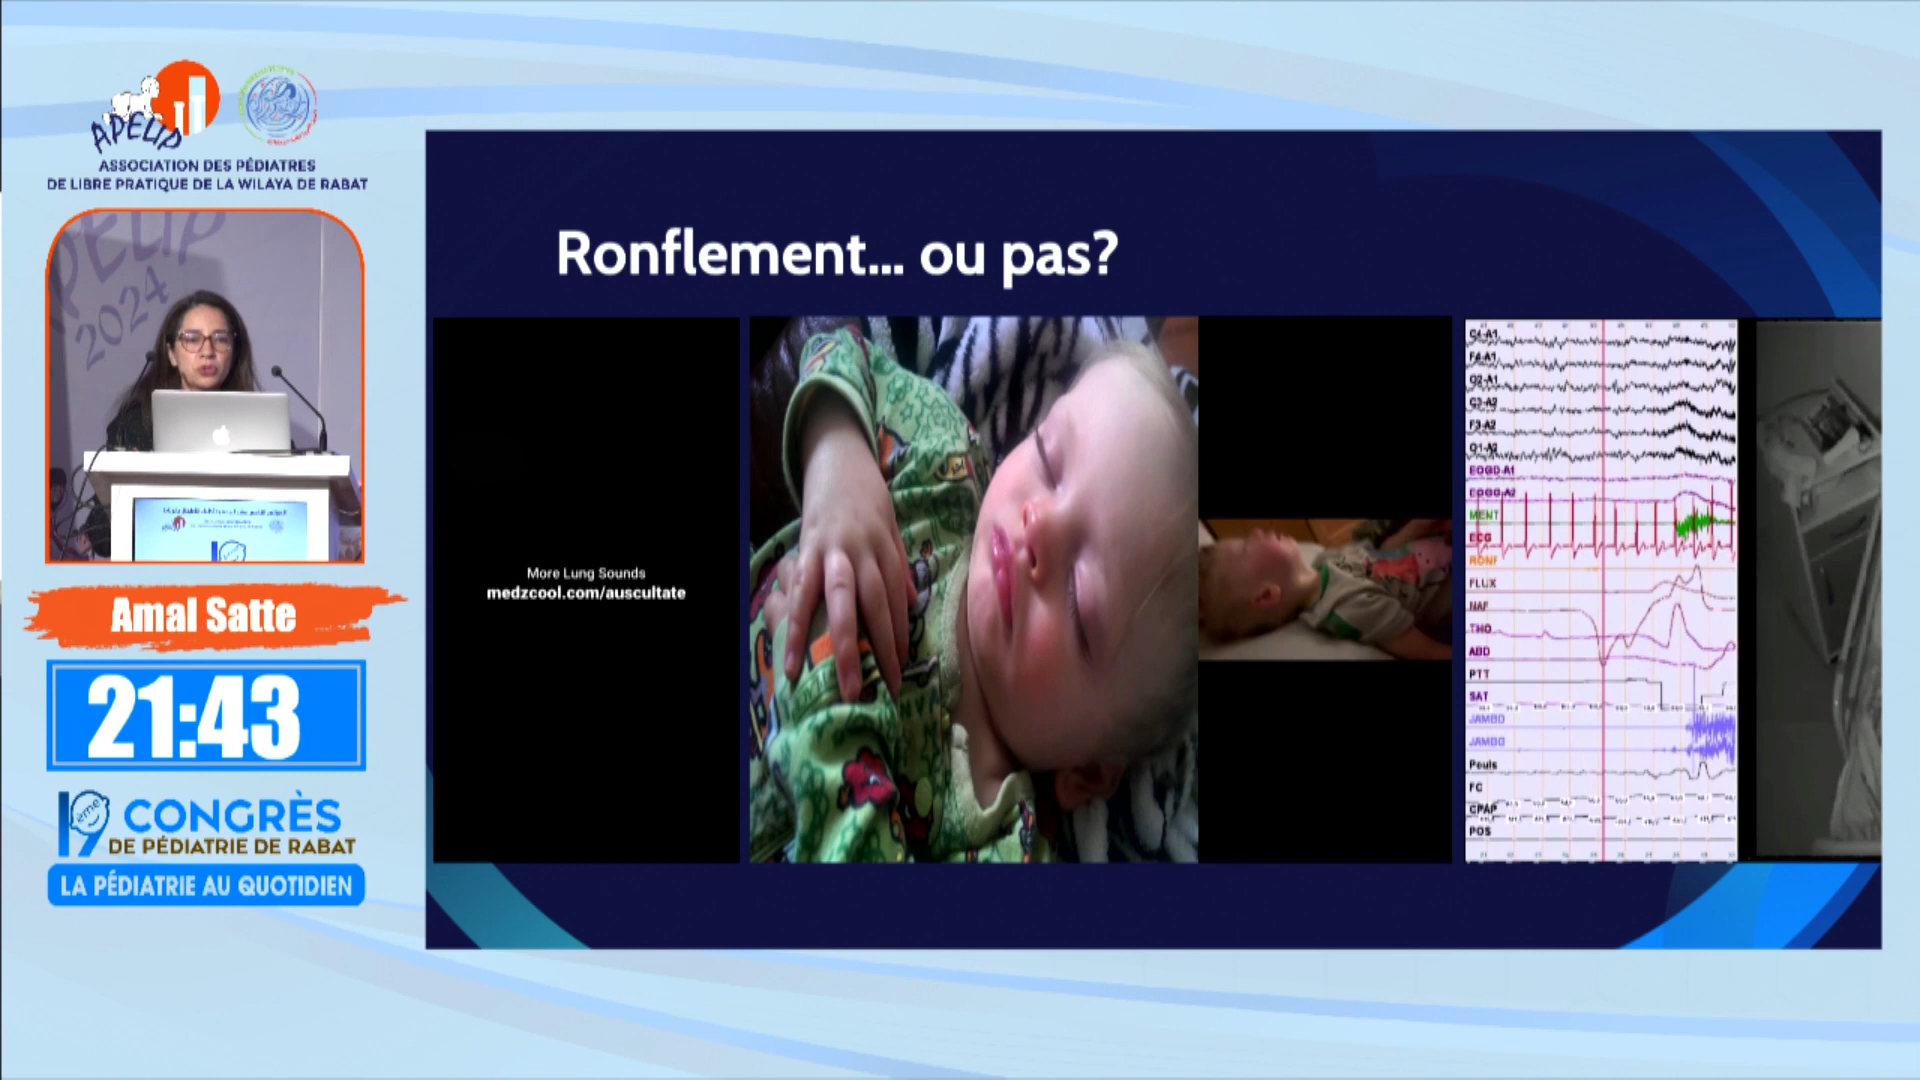 APELIP
ASSOCIATION DES PÉDIATRES
DE LIBRE PRATIQUE DE LA WILAYA DE RABAT
APELIP
2024
Amal Satte
21:43
19ème CONGRÈS
DE PÉDIATRIE DE RABAT
LA PÉDIATRIE AU QUOTIDIEN
Ronflement... ou pas?
More Lung Sounds
medzcool.com/auscultate
C4-A1
F4-A1
O2-A1
C3-A2
F3-A2
O1-A2
EOGD-A1
EOGG-A2
MENT
ECG
RONF
FLUX
NAF
THO
ABD
PTT
SAT
JAMBD
JAMBG
Pouls
FC
CPAP
POS